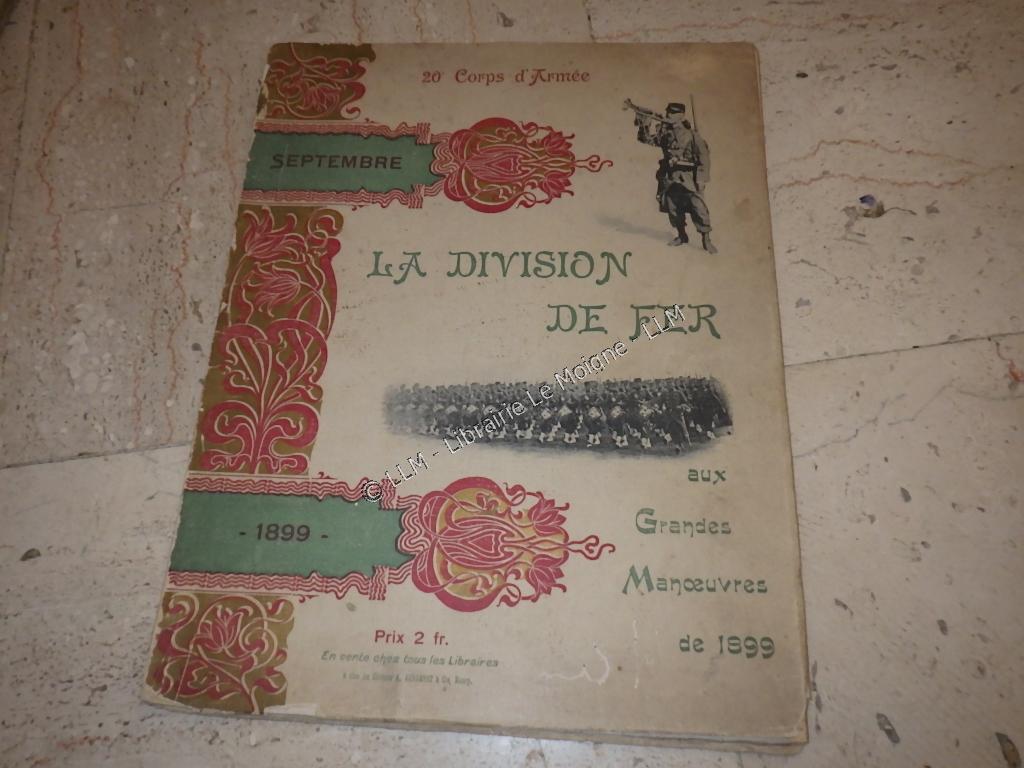 20e Corps d'Armée
SEPTEMBRE
LA DIVISION
DE FER
© LLM - Librairie Le Moigne - LLM
aux
Grandes
Manœuvres
de 1899
- 1899 -
Prix 2 fr.
En vente chez tous les Libraires